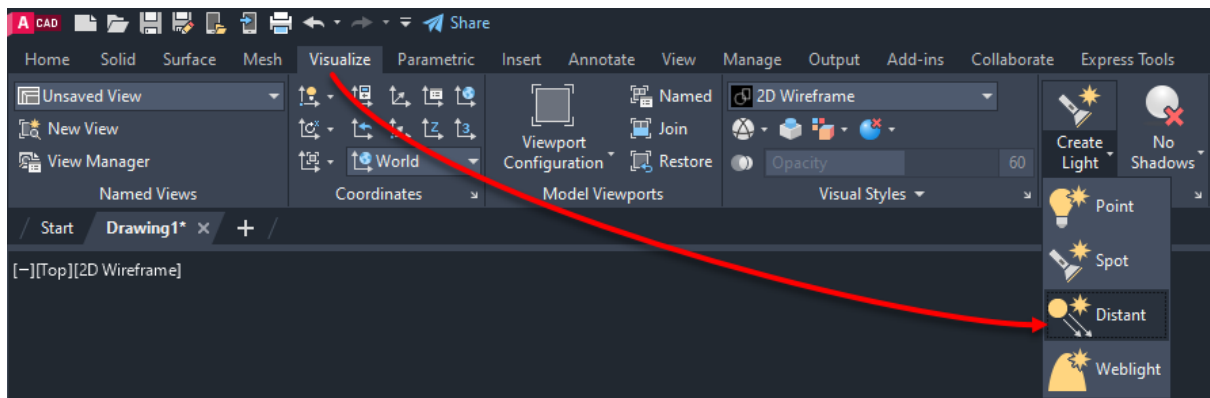 A CAD Share
Home Solid Surface Mesh Visualize Parametric Insert Annotate View Manage Output Add-ins Collaborate Express Tools
Unsaved View
New View
View Manager
Named Views
World
Coordinates
Viewport
Configuration
Named
Join
Restore
Model Viewports
2D Wireframe
Opacity 60
Visual Styles
Create
Light
No
Shadows
Point
Spot
Distant
Weblight
Start Drawing1*
[−][Top][2D Wireframe]